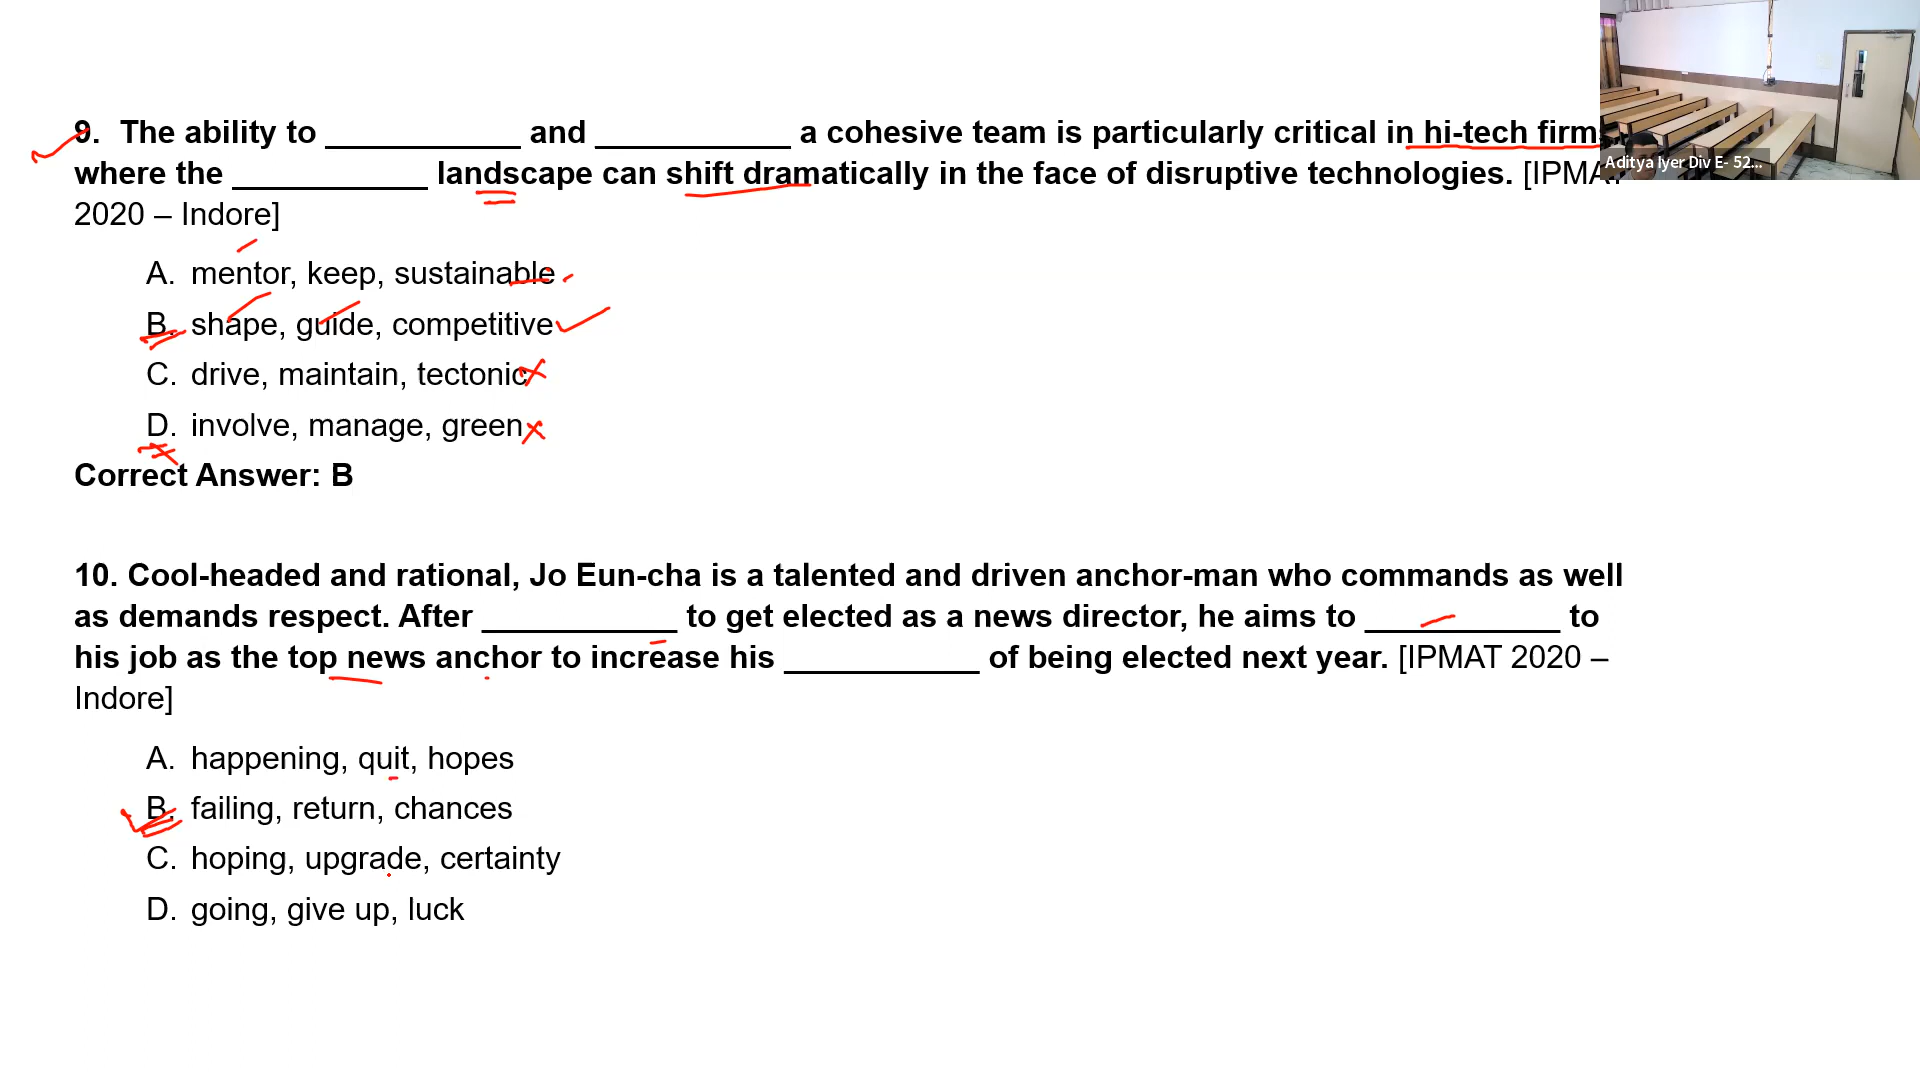 9. The ability to ___________ and ___________ a cohesive team is particularly critical in hi-tech firms
where the ___________ landscape can shift dramatically in the face of disruptive technologies. [IPMAT
2020 – Indore]
A. mentor, keep, sustainable
B. shape, guide, competitive
C. drive, maintain, tectonic
D. involve, manage, green
Correct Answer: B
10. Cool-headed and rational, Jo Eun-cha is a talented and driven anchor-man who commands as well
as demands respect. After ___________ to get elected as a news director, he aims to ___________ to
his job as the top news anchor to increase his ___________ of being elected next year. [IPMAT 2020 –
Indore]
A. happening, quit, hopes
B. failing, return, chances
C. hoping, upgrade, certainty
D. going, give up, luck
Aditya Iyer Div E- 52...